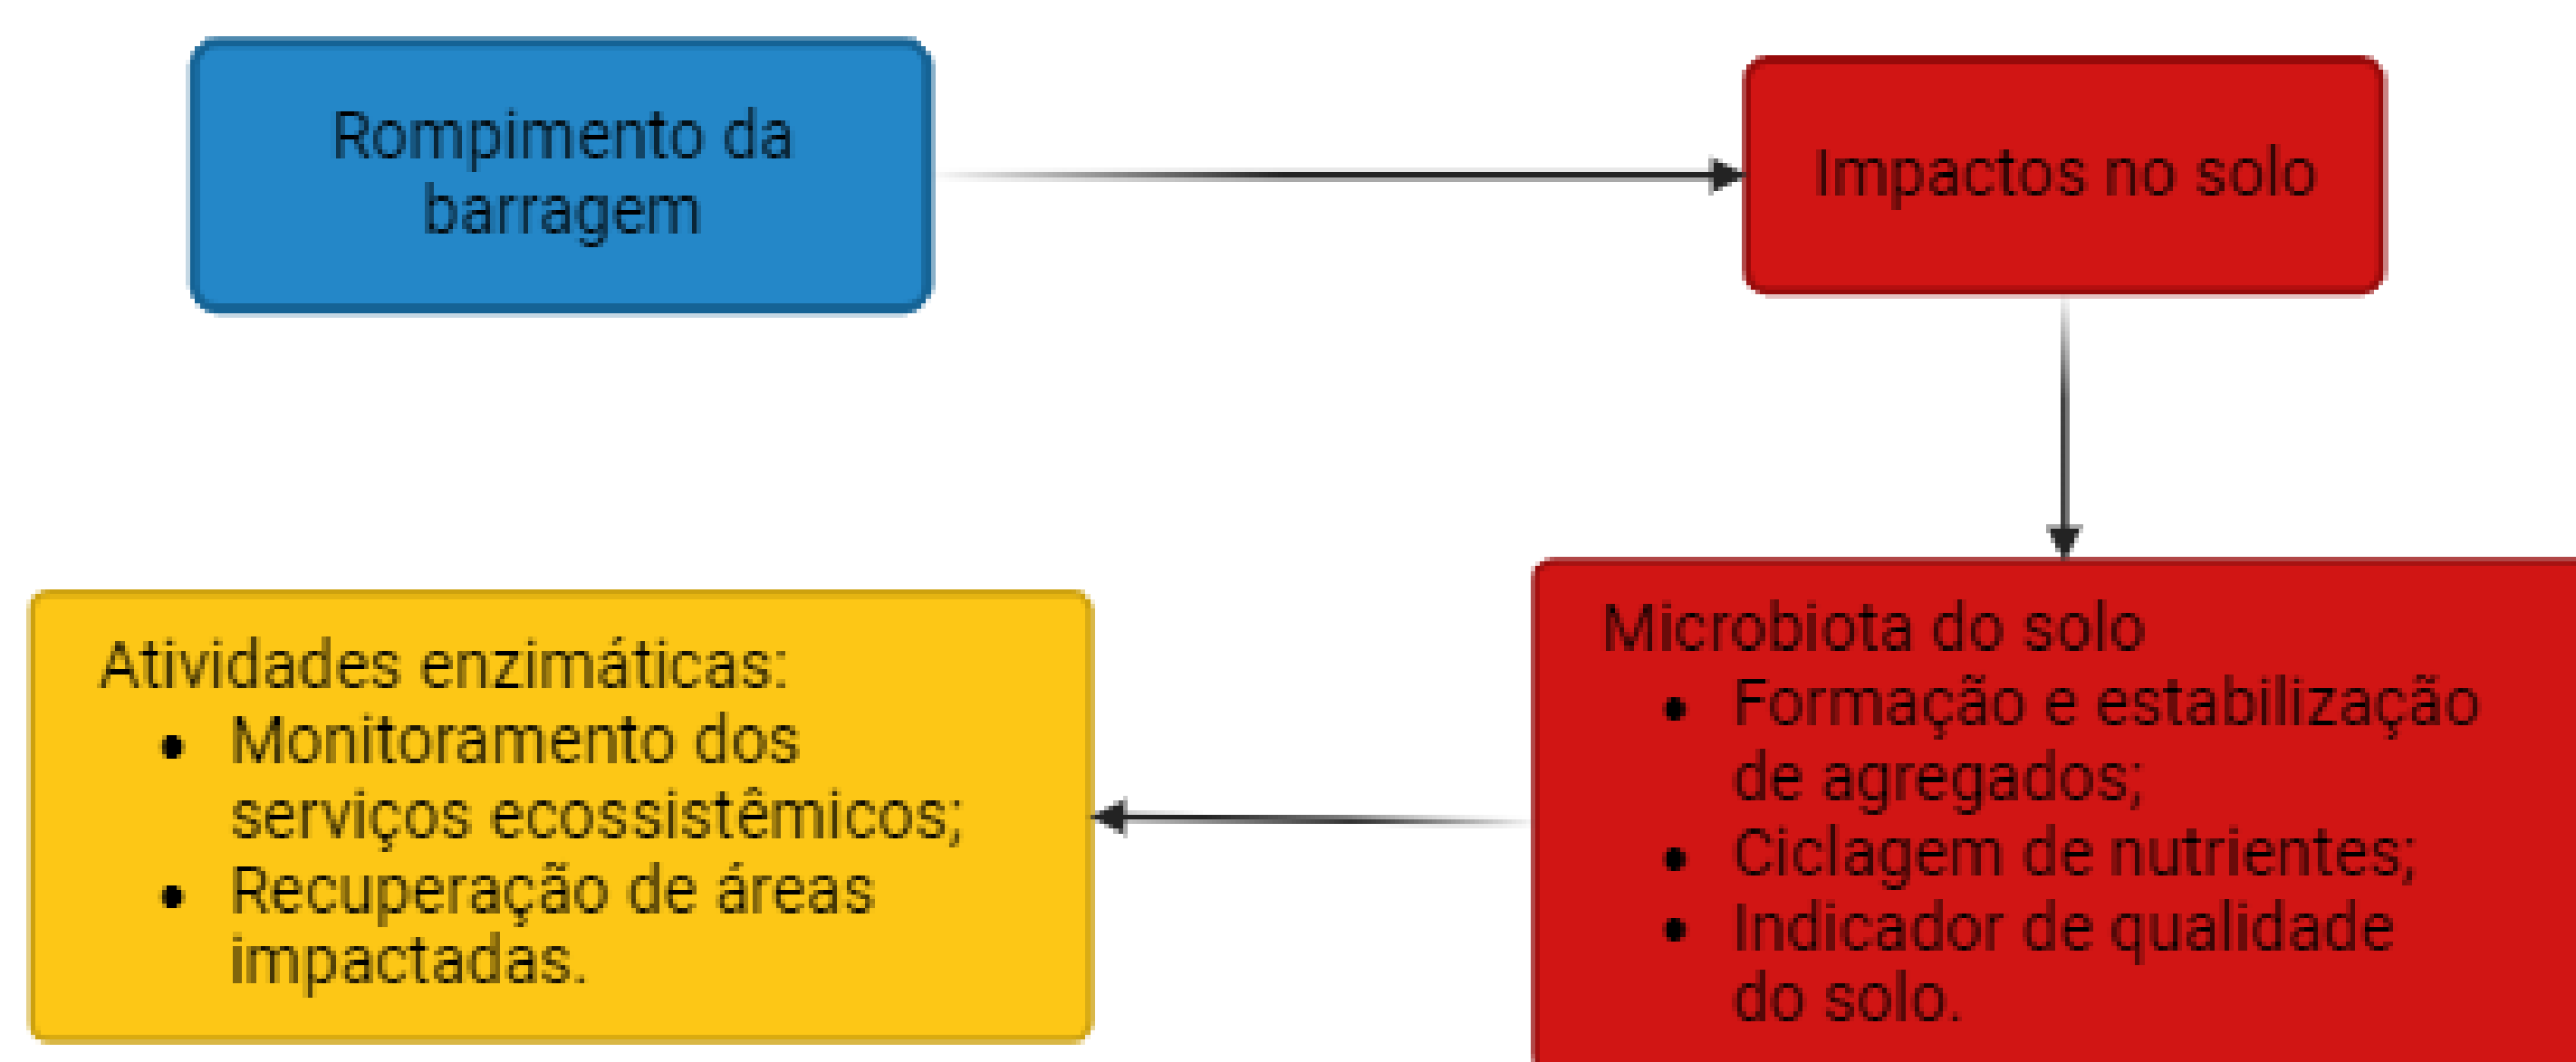 Rompimento da
barragem
Impactos no solo
Microbiota do solo
• Formação e estabilização
de agregados;
• Ciclagem de nutrientes;
• Indicador de qualidade
do solo.
Atividades enzimáticas:
• Monitoramento dos
serviços ecossistêmicos;
• Recuperação de áreas
impactadas.